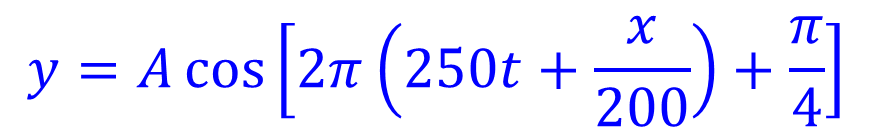 y = A cos [2π (250t + x/200) + π/4]